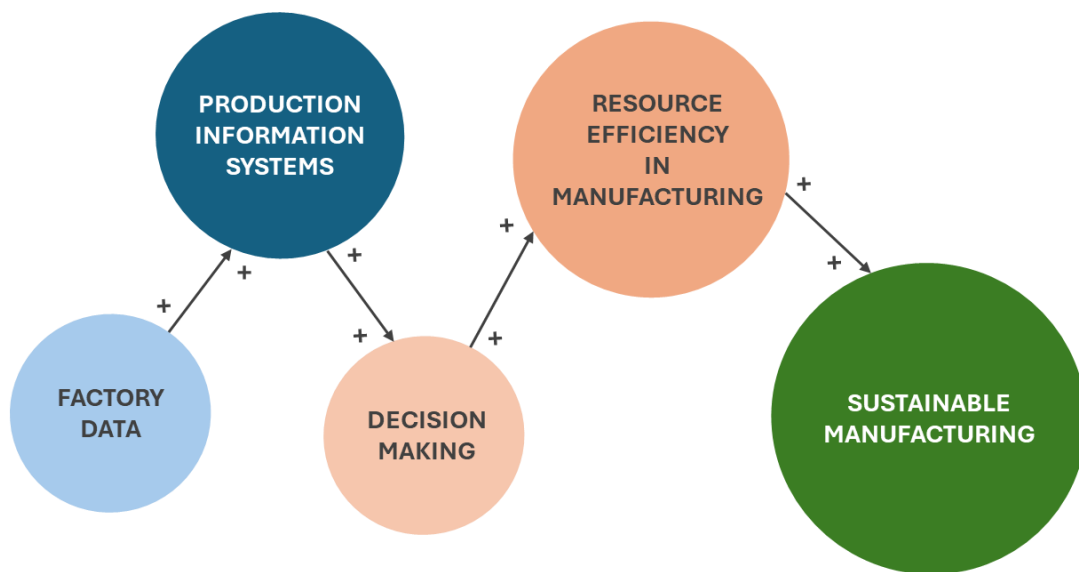 PRODUCTION
INFORMATION
SYSTEMS
RESOURCE
EFFICIENCY
IN
MANUFACTURING
+
+
+
+
+
+
+
+
FACTORY
DATA
DECISION
MAKING
SUSTAINABLE
MANUFACTURING